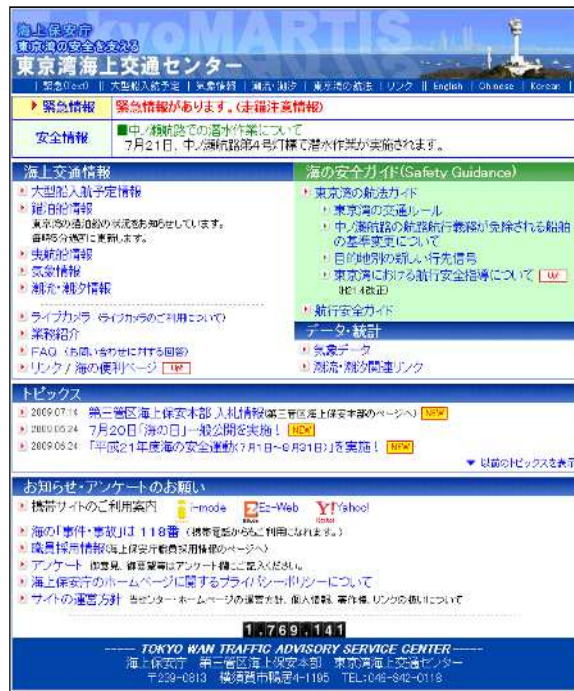 TokyoMARTIS
海上保安庁
東京湾の安全を支える
東京湾海上交通センター
| 緊急(Text) || 大型船入航予定 | 気象情報 | 潮流・潮汐 | 東京湾の航法 | リンク || English | Chinese | Korean |
緊急情報 緊急情報があります。(走錨注意情報)
安全情報 ■中ノ瀬航路での潜水作業について
7月21日、中ノ瀬航路第4号灯標で潜水作業が実施されます。
海上交通情報
大型船入航予定情報
錨泊船情報
東京湾の錨泊船の状況をお知らせしています。
毎時5分過ぎに更新します。
曳航船情報
気象情報
潮流・潮汐情報
ライブカメラ (ライブカメラのご利用について)
業務紹介
FAQ (お問い合わせに対する回答)
リンク / 海の便利ページ Up!
海の安全ガイド(Safety Guidance)
東京湾の航法ガイド
東京湾の交通ルール
中ノ瀬航路の航路航行義務が免除される船舶
の基準変更について
目的地別の新しい行先信号
東京湾における航行安全指導について Up!
(H21.4改正)
航行安全ガイド
データ・統計
気象データ
潮流・潮汐関連リンク
トピックス
2009.07.14 第三管区海上保安本部 入札情報(第三管区海上保安本部のページへ) NEW
2009.06.24 7月20日「海の日」一般公開を実施! NEW
2009.06.24 「平成21年度海の安全運動(7月1日~8月31日)」を実施! NEW
▼ 以前のトピックスを表示
お知らせ・アンケートのお願い
携帯サイトのご利用案内 i-mode Ez-Web Y!Yahoo!
海の「事件・事故」は 118番 (携帯電話からもご利用になれます。)
職員採用情報(海上保安庁職員採用情報のページへ)
アンケート 御意見、御要望等はアンケート欄にご記入ください。
海上保安庁のホームページに関するプライバシーポリシーについて
サイトの運営方針 当センター・ホームページの運営方針、個人情報、著作権、リンクの扱いについて
1,769,141
----- TOKYO WAN TRAFFIC ADVISORY SERVICE CENTER -----
海上保安庁 第三管区海上保安本部 東京湾海上交通センター
〒239-0813 横須賀市鴨居4-1195 TEL:046-842-0118